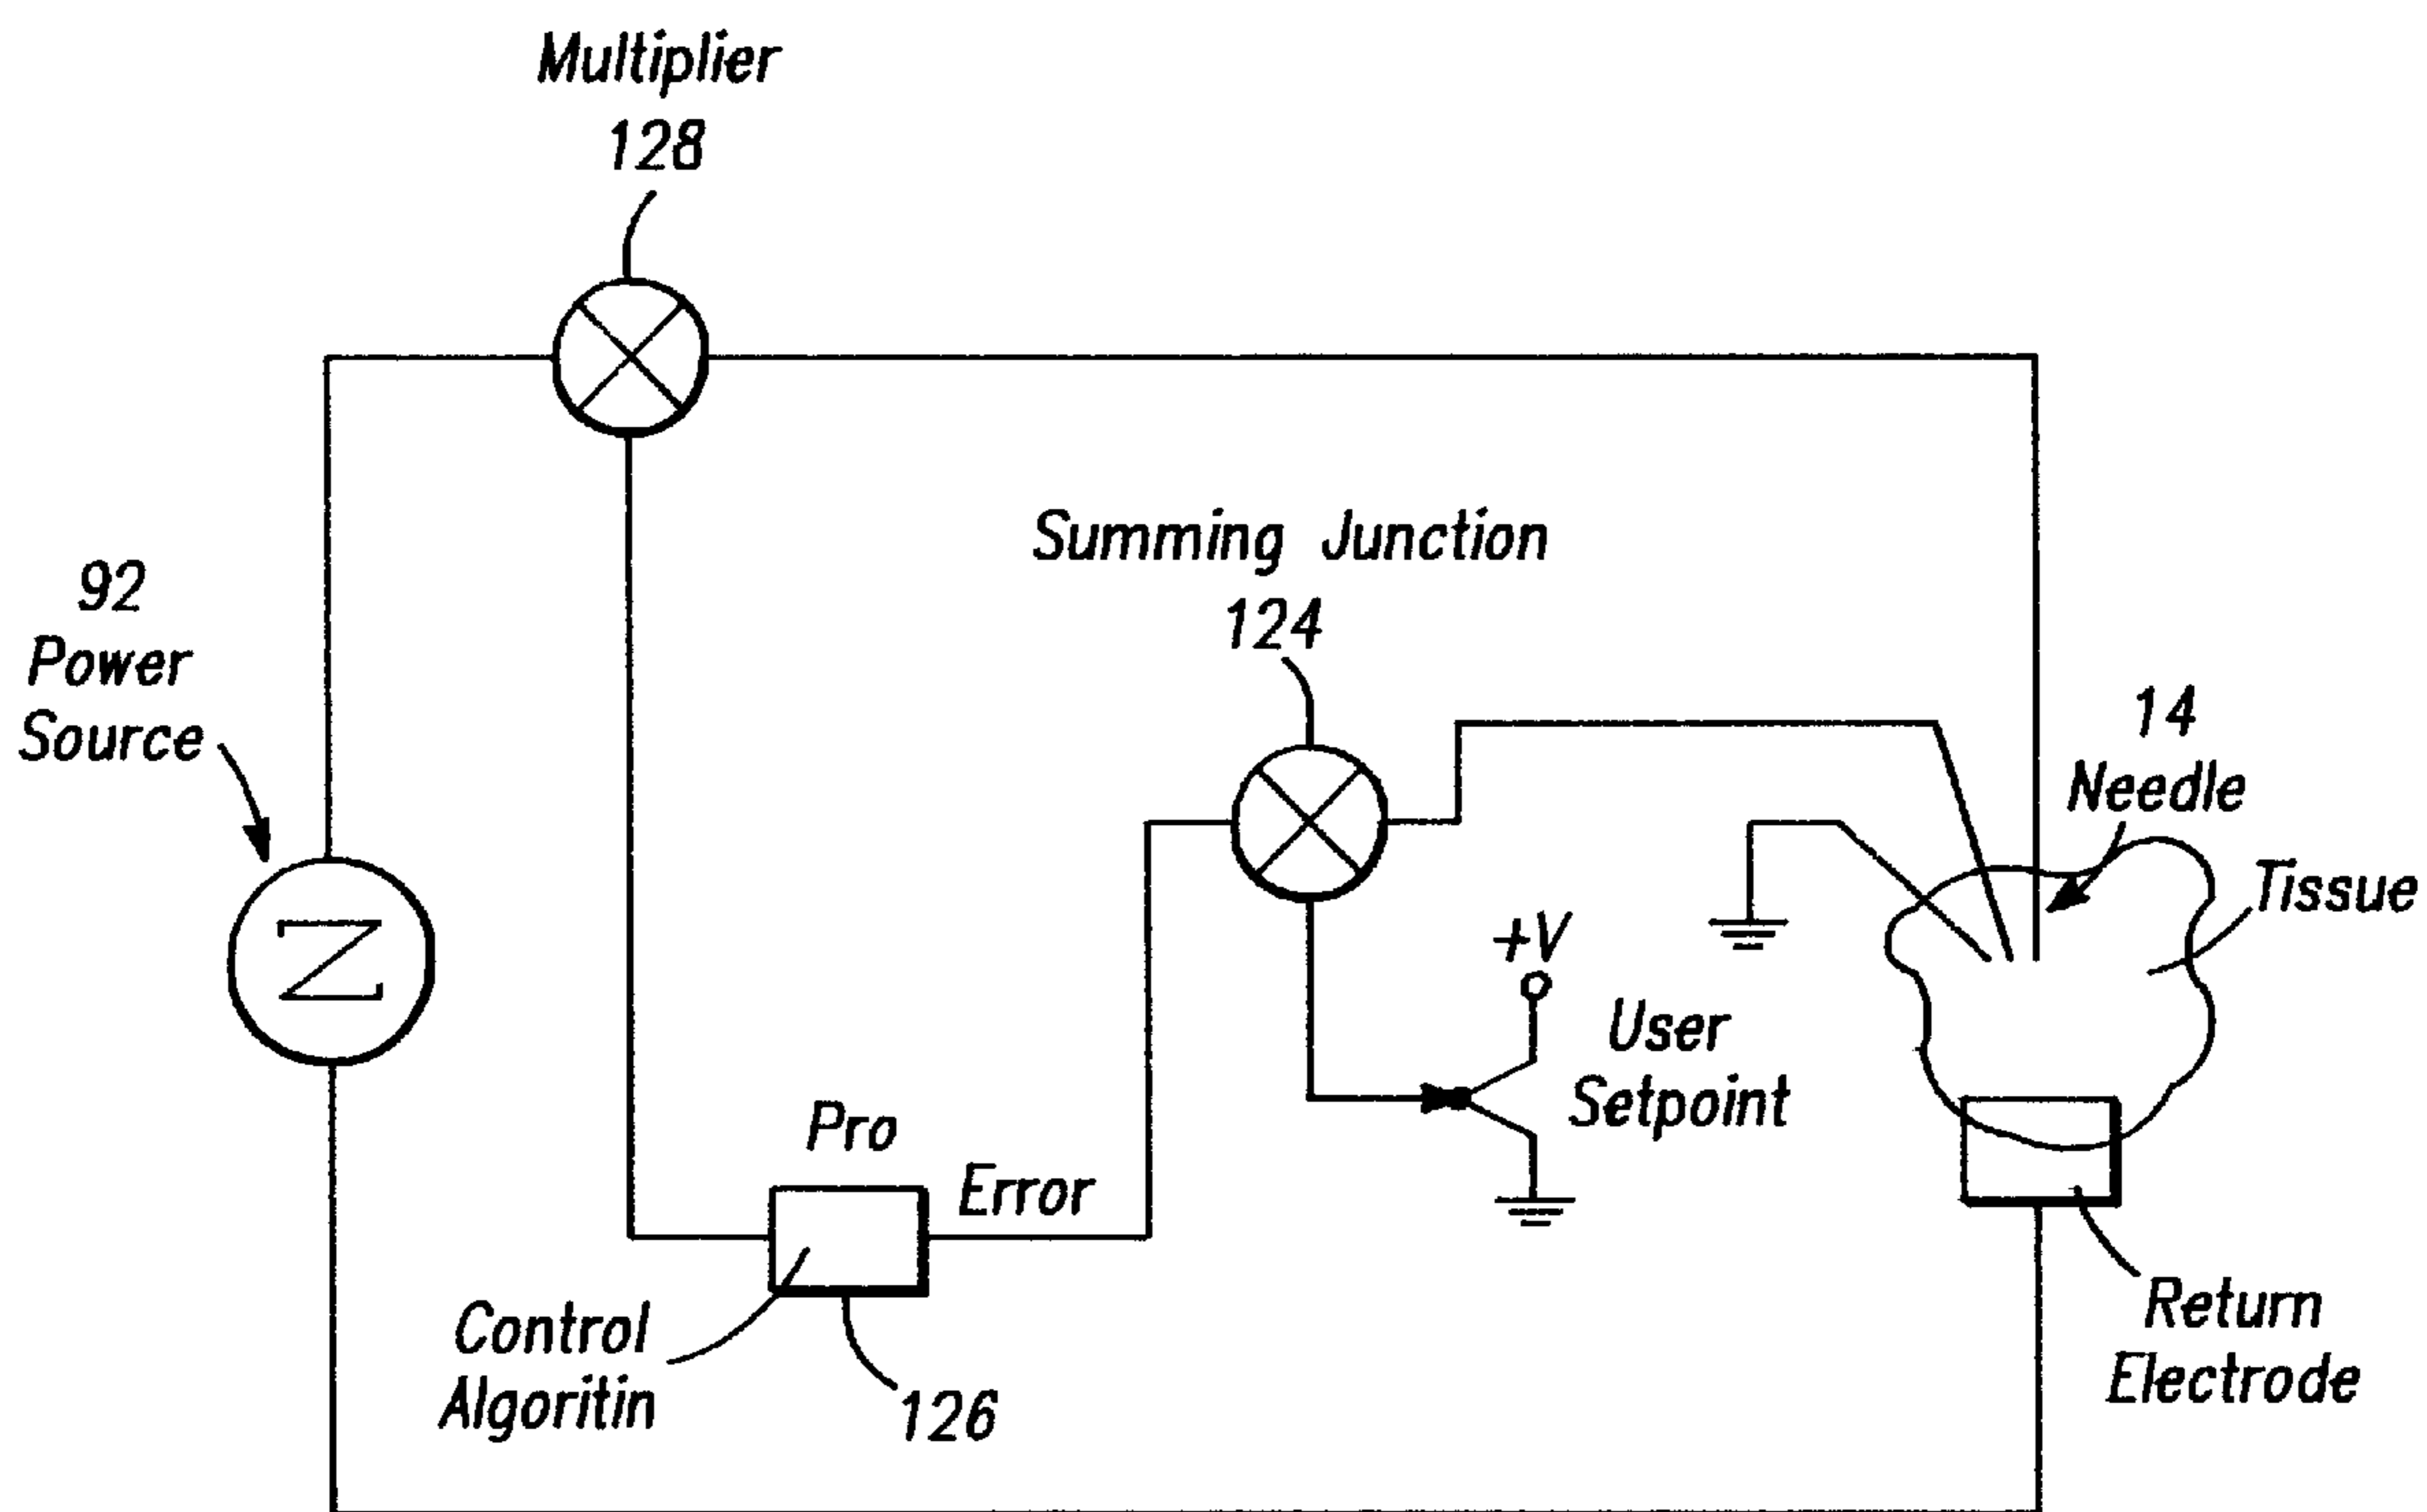 Multiplier
128
Summing Junction
124
92
Power
Source
14
Needle
Tissue
+V
User
Setpoint
Pro
Error
Control
Algoritin
126
Return
Electrode